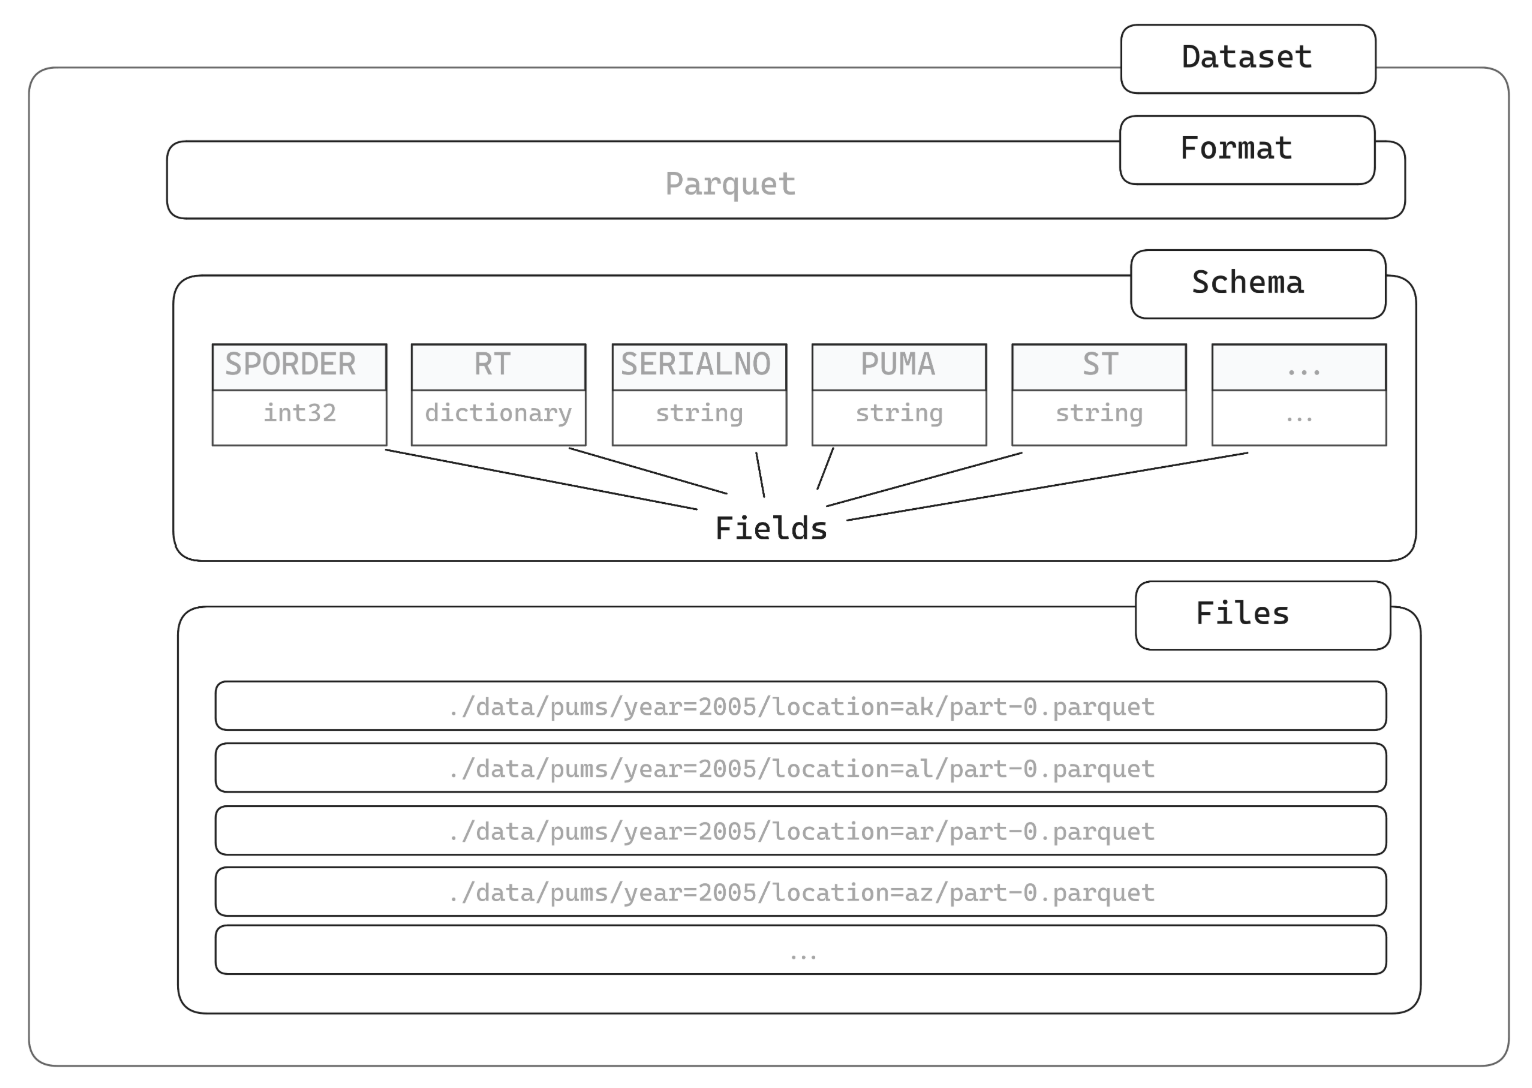 Dataset
Format
Parquet
Schema
SPORDER RT SERIALNO PUMA ST ...
int32 dictionary string string string ...
Fields
Files
./data/pums/year=2005/location=ak/part-0.parquet
./data/pums/year=2005/location=al/part-0.parquet
./data/pums/year=2005/location=ar/part-0.parquet
./data/pums/year=2005/location=az/part-0.parquet
...